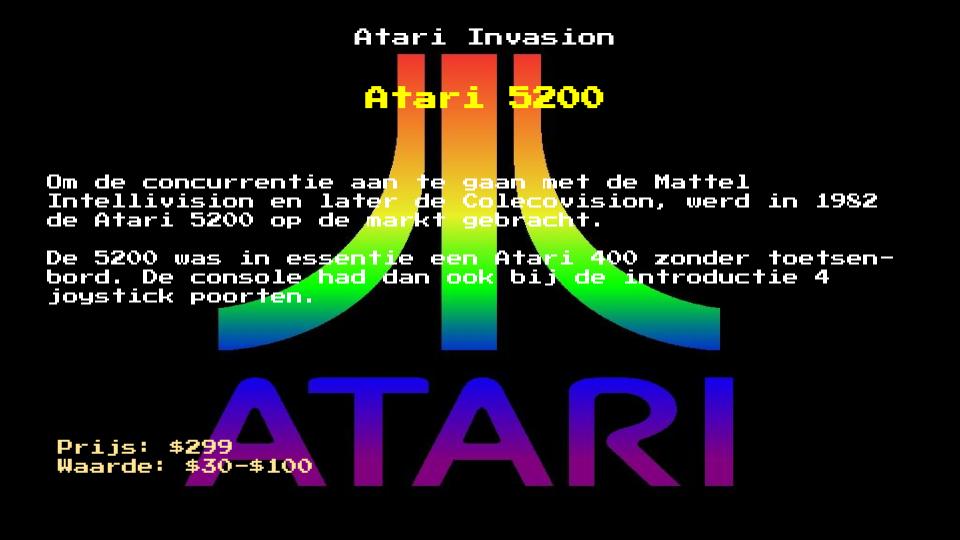 Atari Invasion
Atari 5200
Om de concurrentie aan te gaan met de Mattel
Intellivision en later de Colecovision, werd in 1982
de Atari 5200 op de markt gebracht.
De 5200 was in essentie een Atari 400 zonder toetsen-
bord. De console had dan ook bij de introductie 4
joystick poorten.
ATARI
Prijs: $299
Waarde: $30-$100